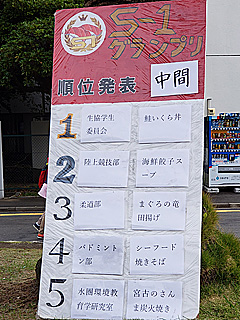 S-1
グランプリ
順位発表 中間
1 生協学生
委員会
鮭いくら丼
2 陸上競技部
海鮮餃子ス
ープ
3 柔道部
まぐろの竜
田揚げ
4 バドミント
ン部
シーフード
焼きそば
5 水圏環境教
育学研究室
宮古のさん
ま炭火焼き